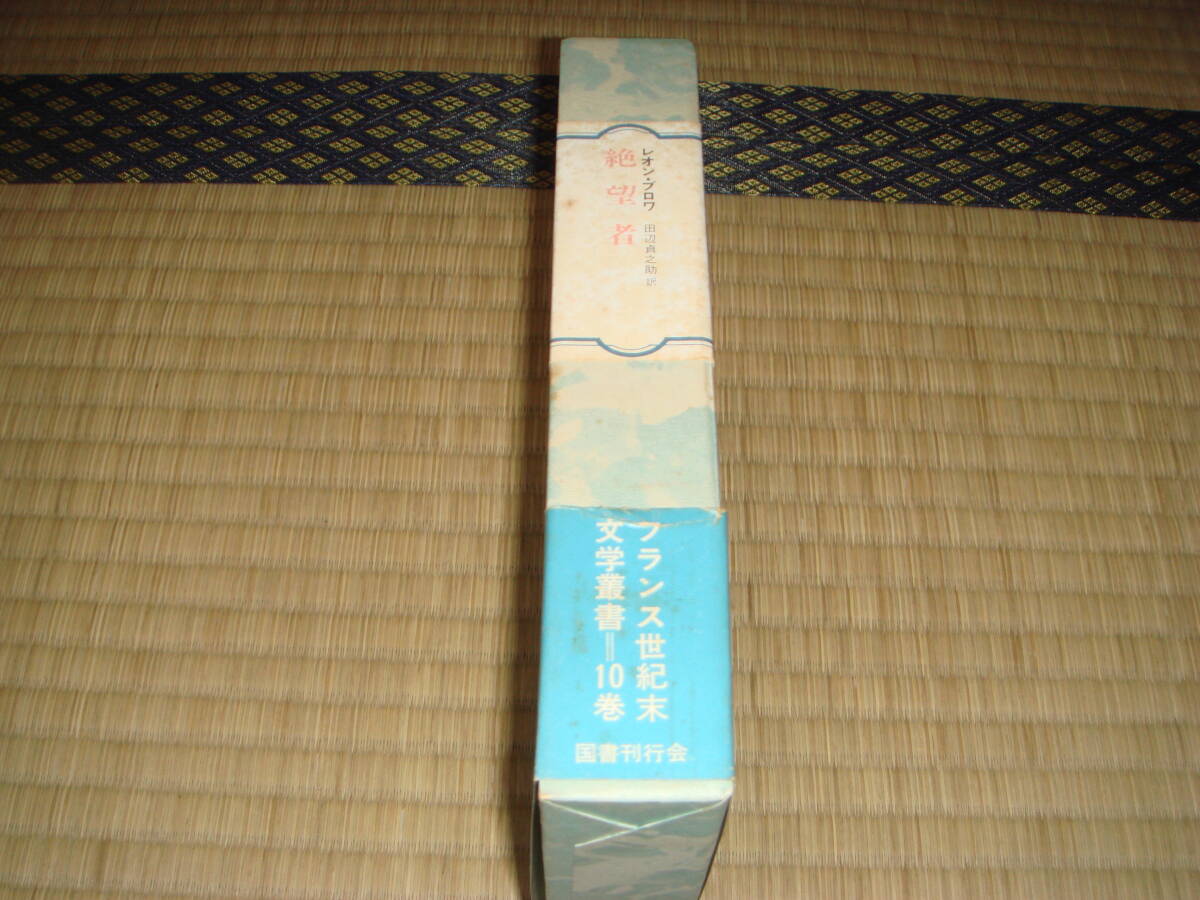 レオン・ブロワ
田辺貞之助 訳
絶望者
フランス世紀末
文学叢書=10巻
国書刊行会